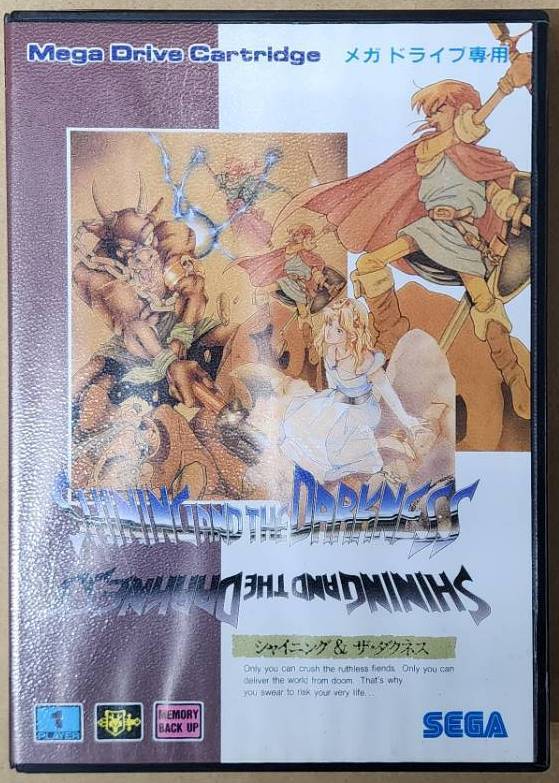 Mega Drive Cartridge メガドライブ専用
SHINING AND THE DARKNESS
SHINING AND THE DARKNESS
シャイニング&ザ・ダクネス
Only you can crush the ruthless fiends. Only you can
deliver the world from doom. That's why
you swear to risk your very life...
1
PLAYER
MEMORY
BACK UP
SEGA